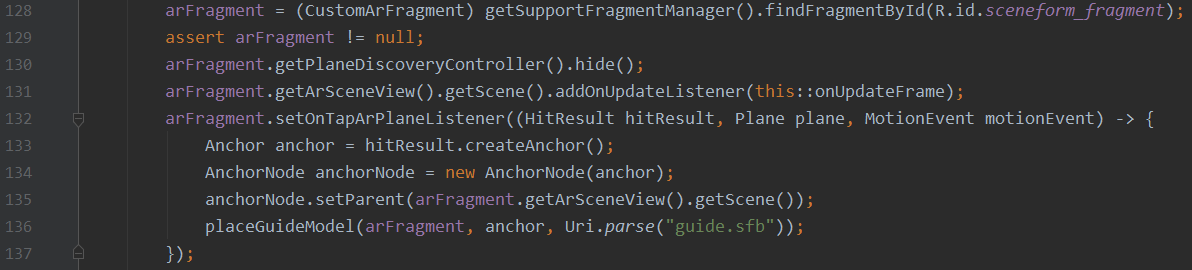 128 arFragment = (CustomArFragment) getSupportFragmentManager().findFragmentById(R.id.sceneform_fragment);
129 assert arFragment != null;
130 arFragment.getPlaneDiscoveryController().hide();
131 arFragment.getArSceneView().getScene().addOnUpdateListener(this::onUpdateFrame);
132 arFragment.setOnTapArPlaneListener((HitResult hitResult, Plane plane, MotionEvent motionEvent) -> {
133 Anchor anchor = hitResult.createAnchor();
134 AnchorNode anchorNode = new AnchorNode(anchor);
135 anchorNode.setParent(arFragment.getArSceneView().getScene());
136 placeGuideModel(arFragment, anchor, Uri.parse("guide.sfb"));
137 });